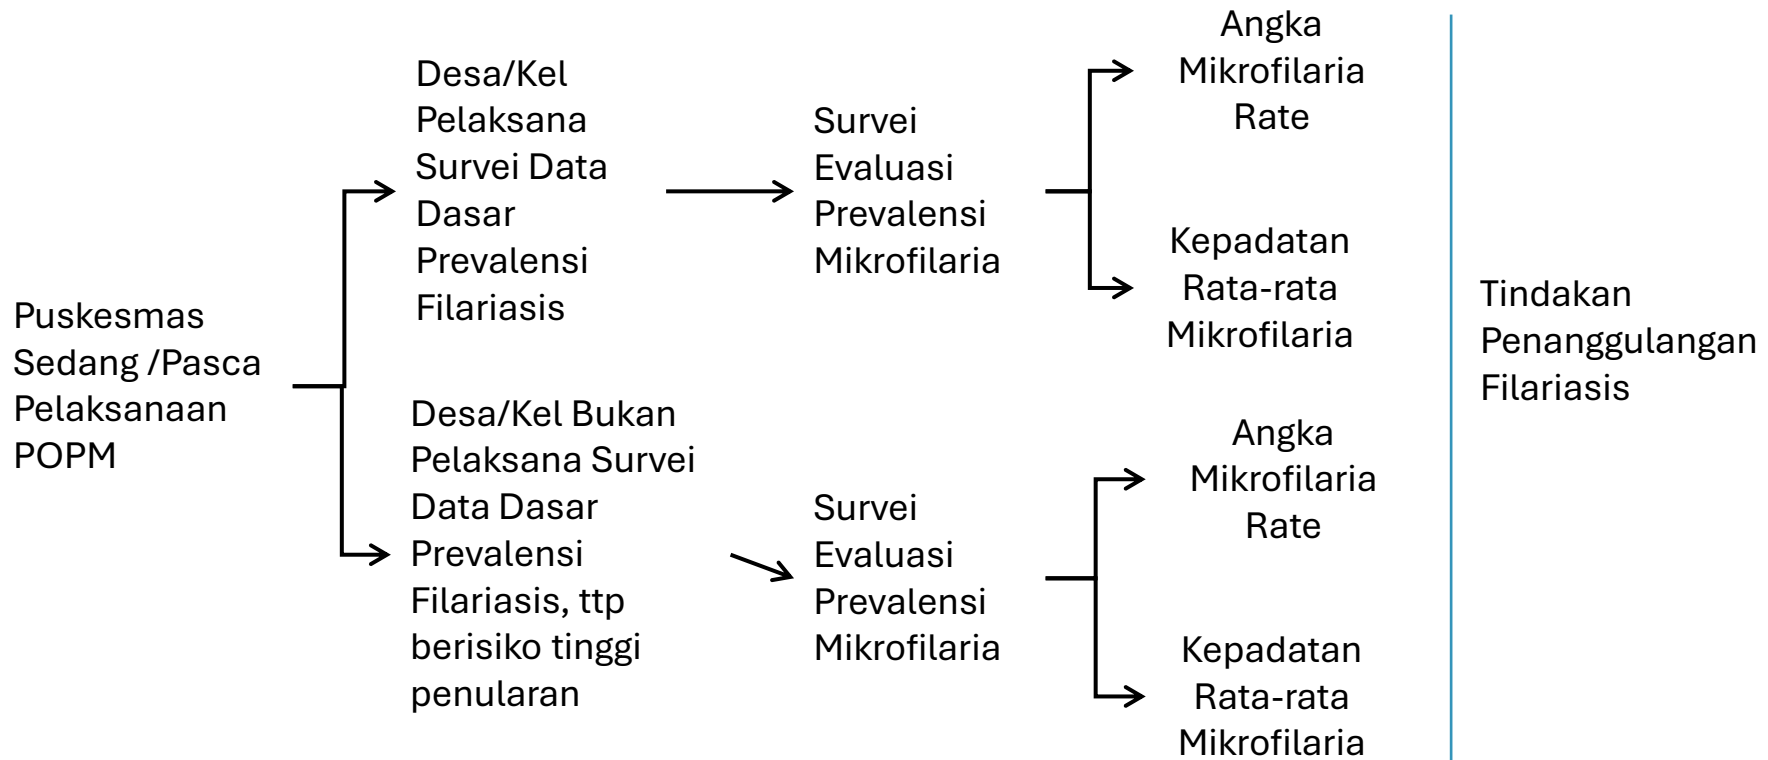 Puskesmas
Sedang /Pasca
Pelaksanaan
POPM
Desa/Kel
Pelaksana
Survei Data
Dasar
Prevalensi
Filariasis
Survei
Evaluasi
Prevalensi
Mikrofilaria
Angka
Mikrofilaria
Rate
Kepadatan
Rata-rata
Mikrofilaria
Desa/Kel Bukan
Pelaksana Survei
Data Dasar
Prevalensi
Filariasis, ttp
berisiko tinggi
penularan
Survei
Evaluasi
Prevalensi
Mikrofilaria
Angka
Mikrofilaria
Rate
Kepadatan
Rata-rata
Mikrofilaria
Tindakan
Penanggulangan
Filariasis